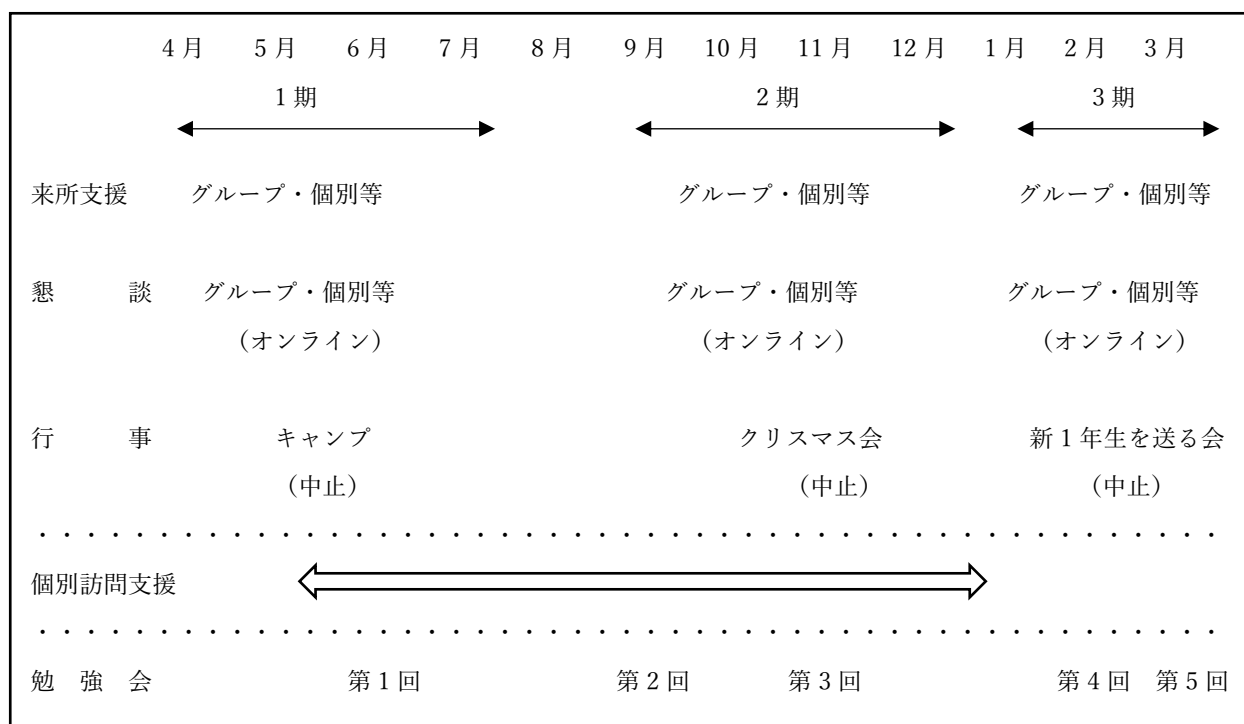 4月 5月 6月 7月 8月 9月 10月 11月 12月 1月 2月 3月
1期 2期 3期
来所支援 グループ・個別等 グループ・個別等 グループ・個別等
懇 談 グループ・個別等 グループ・個別等 グループ・個別等
(オンライン) (オンライン) (オンライン)
行 事 キャンプ クリスマス会 新1年生を送る会
(中止) (中止) (中止)
個別訪問支援
勉 強 会 第1回 第2回 第3回 第4回 第5回